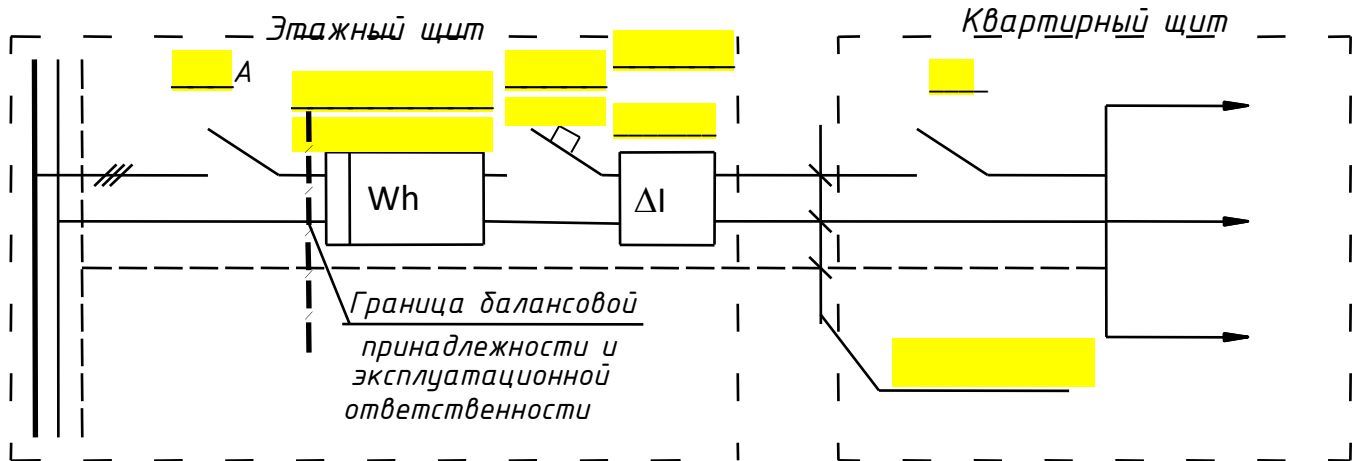 Этажный щит
Квартирный щит
А
Wh
ΔI
Граница балансовой
принадлежности и
эксплуатационной
ответственности